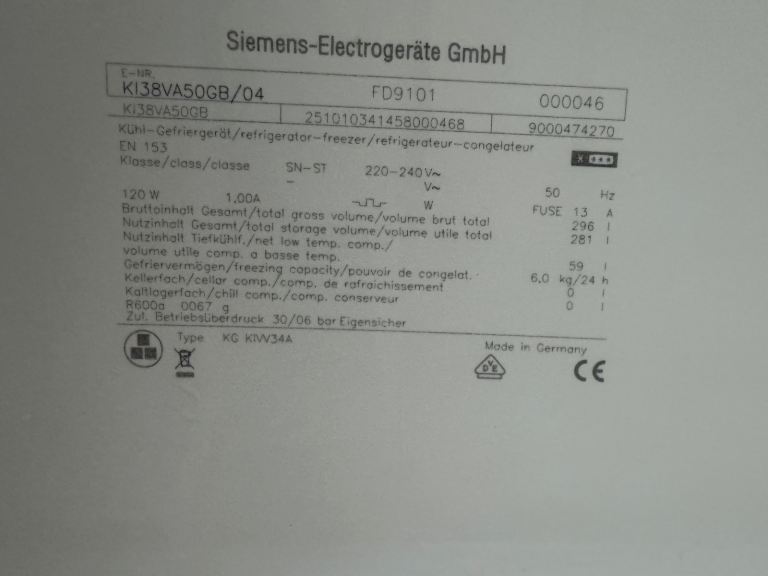 Siemens-Electrogeräte GmbH
E-NR.
KI38VA50GB/04 FD9101 000046
KI38VA50GB 251010341458000468 9000474270
Kühl-Gefriergerät/refrigerator-freezer/refrigerateur-congelateur
EN 153
Klasse/class/classe SN-ST 220-240 V~
- V~ 50 Hz
120 W 1,00A W FUSE 13 A
Bruttoinhalt Gesamt/total gross volume/volume brut total 296 l
Nutzinhalt Gesamt/total storage volume/volume utile total 281 l
Nutzinhalt Tiefkühlf./net low temp. comp./
volume utile comp. a basse temp. 59 l
Gefriervermögen/freezing capacity/pouvoir de congelat. 6,0 kg/24 h
Kellerfach/cellar comp./comp. de rafraichissement 0 l
Kaltlagerfach/chill comp./comp. conserveur 0 l
R600a 0067 g
Zul. Betriebsüberdruck 30/06 bar Eigensicher
Type KG KIVV34A Made in Germany
VDE CE